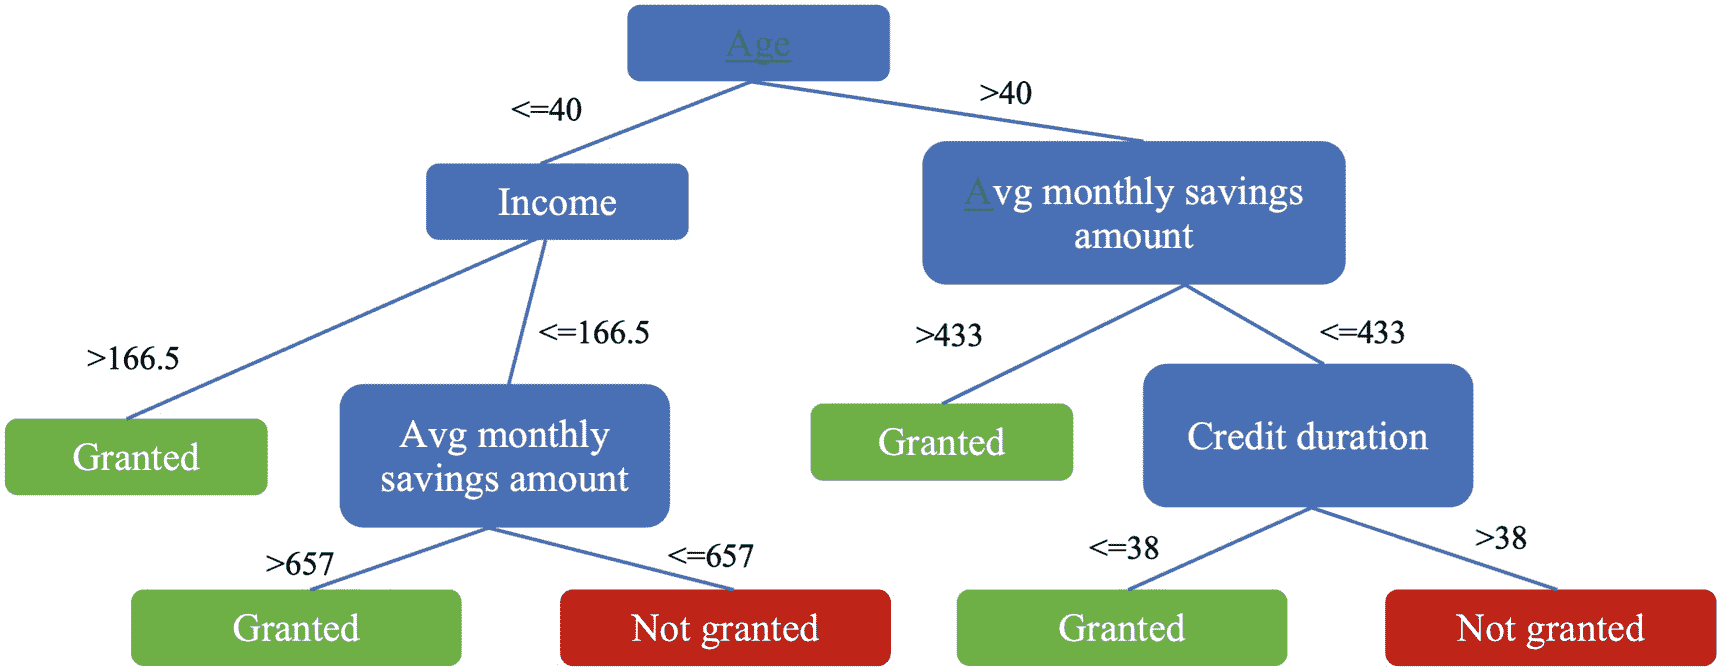 Age
<=40
>40
Income
Avg monthly savings
amount
>166.5
<=166.5
>433
<=433
Granted
Avg monthly
savings amount
Granted
Credit duration
>657
<=657
<=38
>38
Granted
Not granted
Granted
Not granted